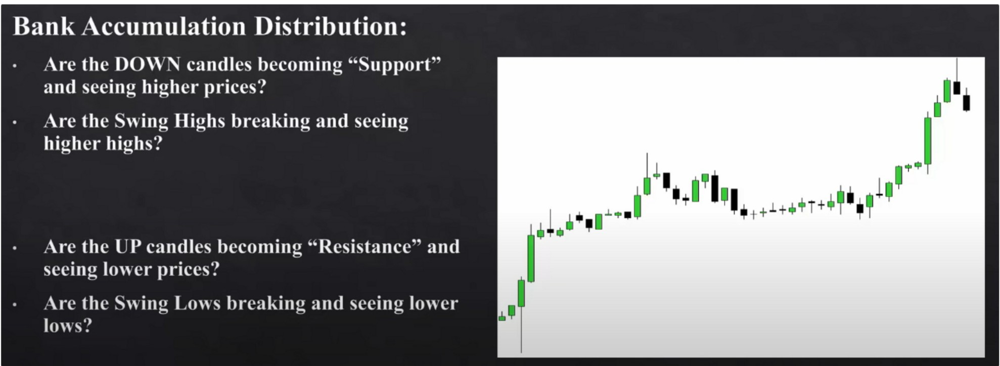 Bank Accumulation Distribution:
• Are the DOWN candles becoming “Support”
and seeing higher prices?
• Are the Swing Highs breaking and seeing
higher highs?
• Are the UP candles becoming “Resistance” and
seeing lower prices?
• Are the Swing Lows breaking and seeing lower
lows?